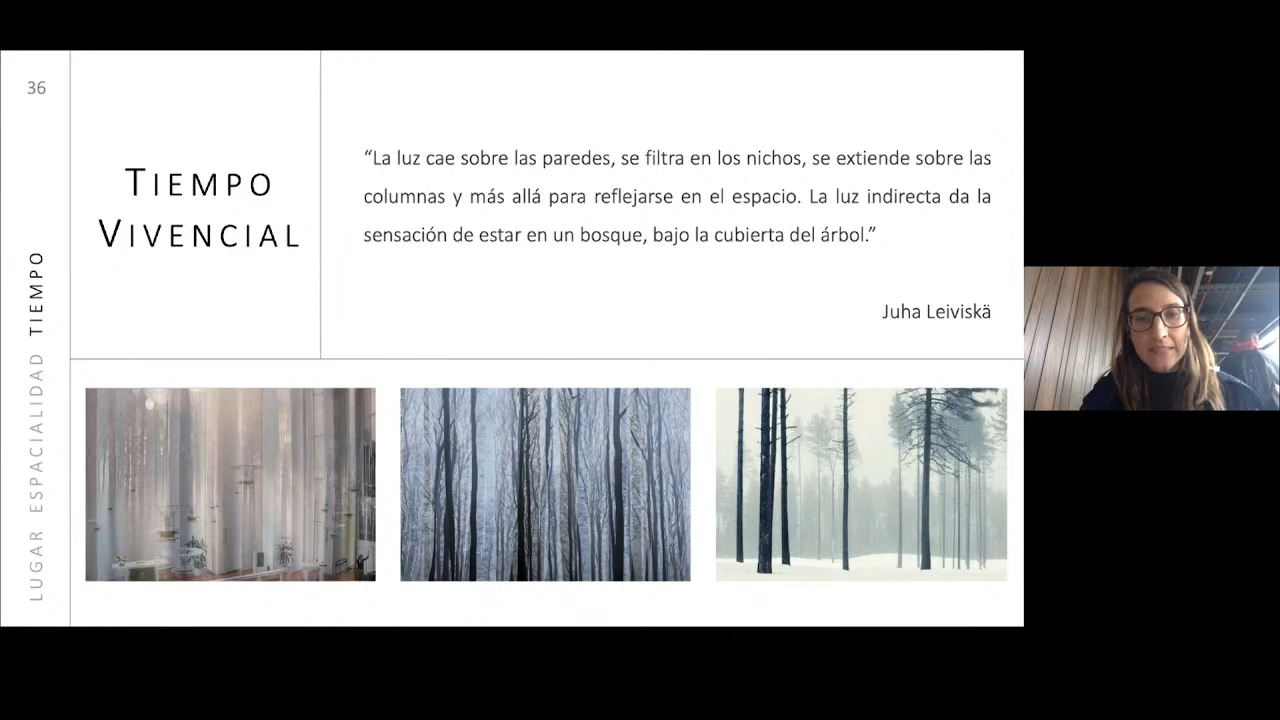 36
TIEMPO
VIVENCIAL
“La luz cae sobre las paredes, se filtra en los nichos, se extiende sobre las
columnas y más allá para reflejarse en el espacio. La luz indirecta da la
sensación de estar en un bosque, bajo la cubierta del árbol.”
Juha Leiviskä
LUGAR ESPACIALIDAD TIEMPO